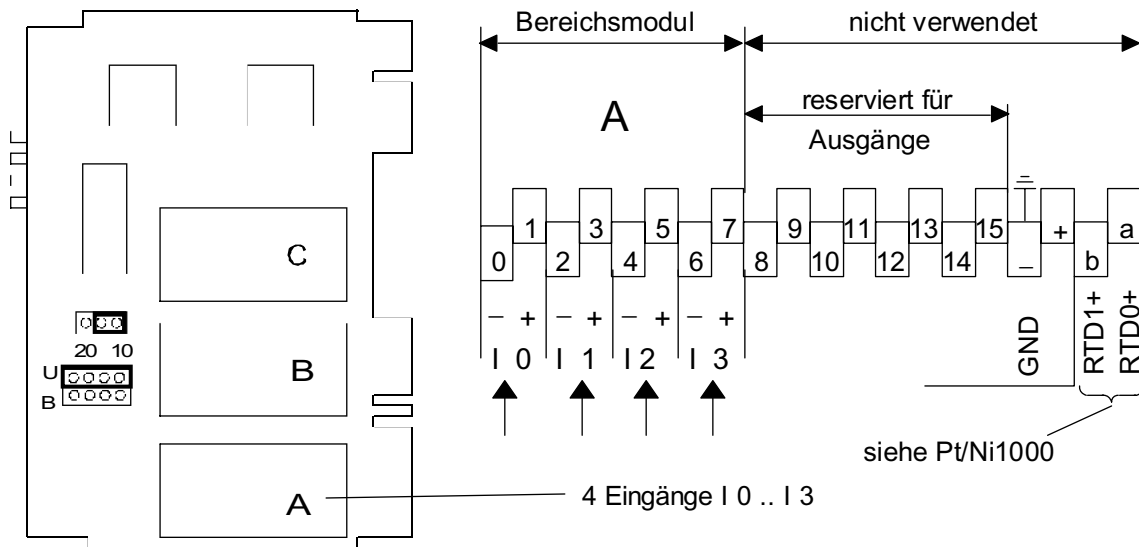 Bereichsmodul
nicht verwendet
A
reserviert für
Ausgänge
1 3 5 7 9 11 13 15 + a
0 2 4 6 8 10 12 14 – b
– + – + – + – +
I 0 I 1 I 2 I 3
GND
RTD1+
RTD0+
siehe Pt/Ni1000
C
20 10
U
B
B
A
4 Eingänge I 0 .. I 3